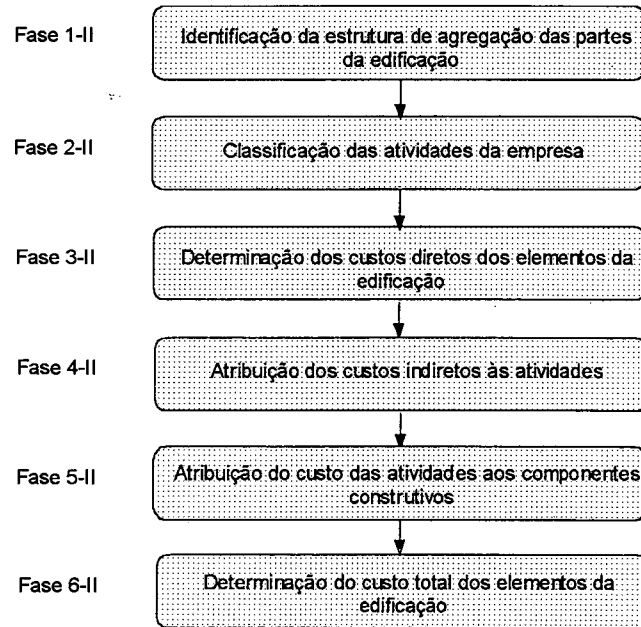 Fase 1-II
Identificação da estrutura de agregação das partes
da edificação
Fase 2-II
Classificação das atividades da empresa
Fase 3-II
Determinação dos custos diretos dos elementos da
edificação
Fase 4-II
Atribuição dos custos indiretos às atividades
Fase 5-II
Atribuição do custo das atividades aos componentes
construtivos
Fase 6-II
Determinação do custo total dos elementos da
edificação